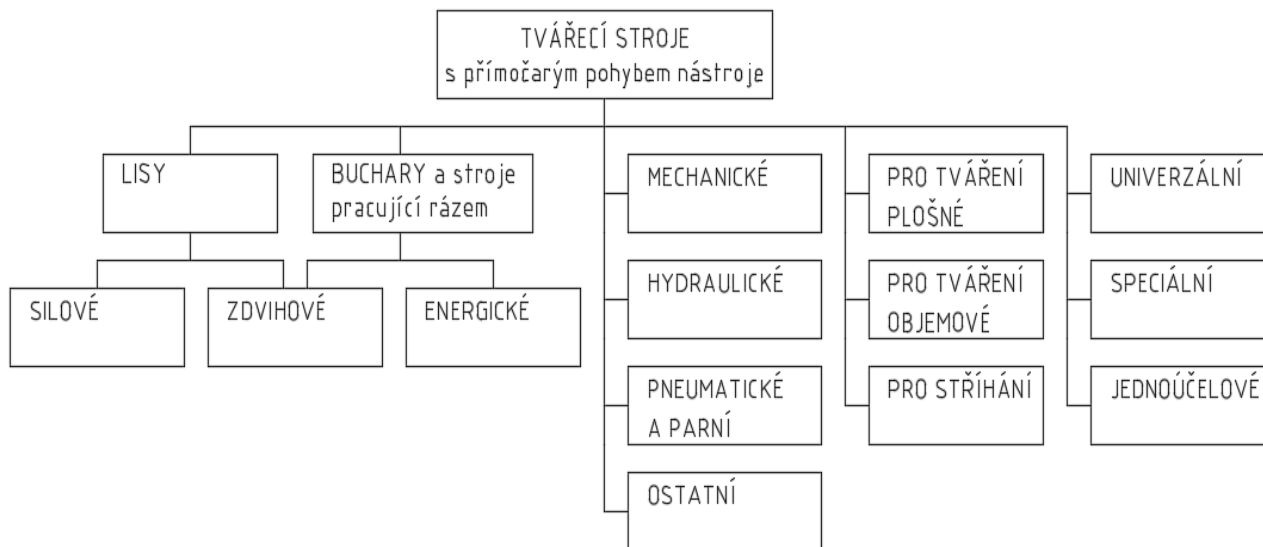 TVÁŘECÍ STROJE
s přímočarým pohybem nástroje
LISY
BUCHARY a stroje
pracující rázem
SILOVÉ
ZDVIHOVÉ
ENERGICKÉ
MECHANICKÉ
HYDRAULICKÉ
PNEUMATICKÉ
A PARNÍ
OSTATNÍ
PRO TVÁŘENÍ
PLOŠNÉ
PRO TVÁŘENÍ
OBJEMOVÉ
PRO STŘÍHÁNÍ
UNIVERZÁLNÍ
SPECIÁLNÍ
JEDNOÚČELOVÉ